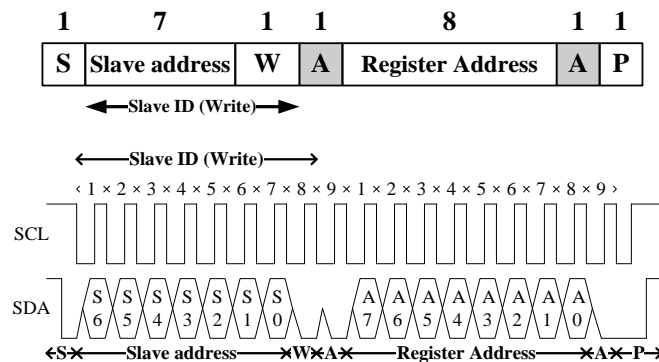 1 7 1 1 8 1 1
S Slave address W A Register Address A P
Slave ID (Write)
Slave ID (Write)
1 2 3 4 5 6 7 8 9 1 2 3 4 5 6 7 8 9
SCL
SDA
S S S S S S S A A A A A A A A
6 5 4 3 2 1 0 7 6 5 4 3 2 1 0
S Slave address W A Register Address A P